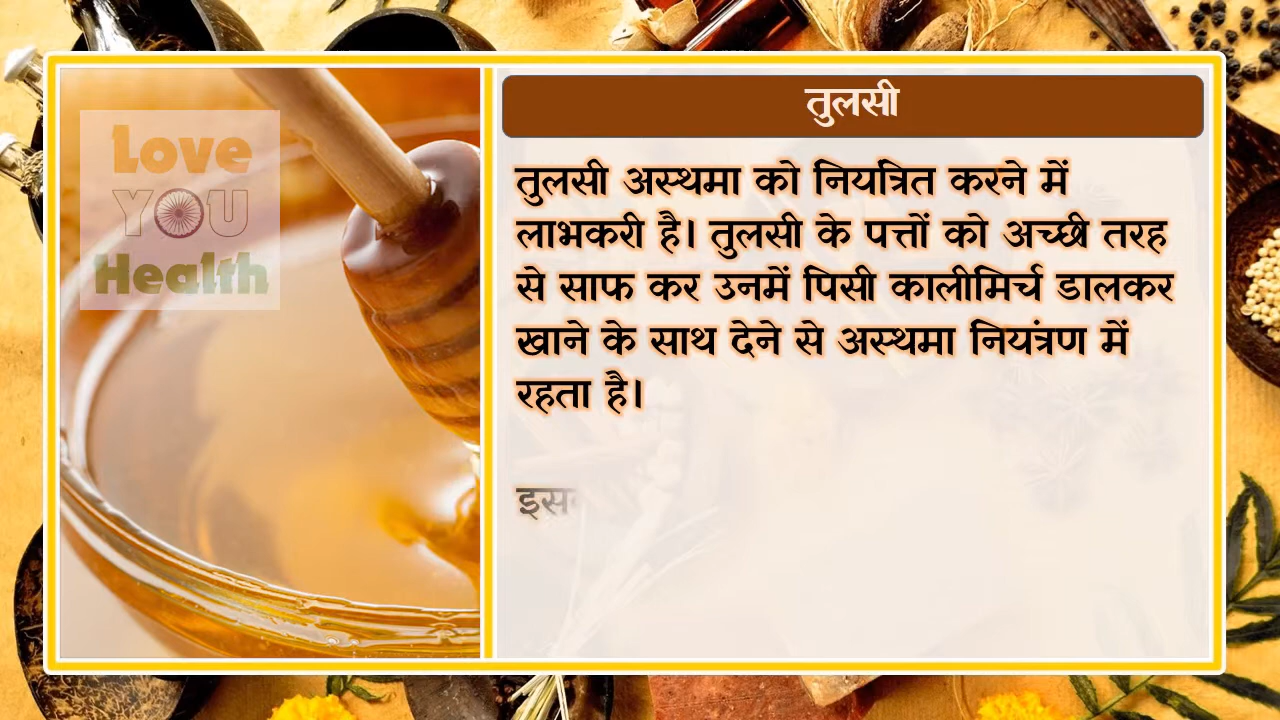 Love
YOU
Health
तुलसी
तुलसी अस्थमा को नियत्रित करने में
लाभकरी है। तुलसी के पत्तों को अच्छी तरह
से साफ कर उनमें पिसी कालीमिर्च डालकर
खाने के साथ देने से अस्थमा नियंत्रण में
रहता है।